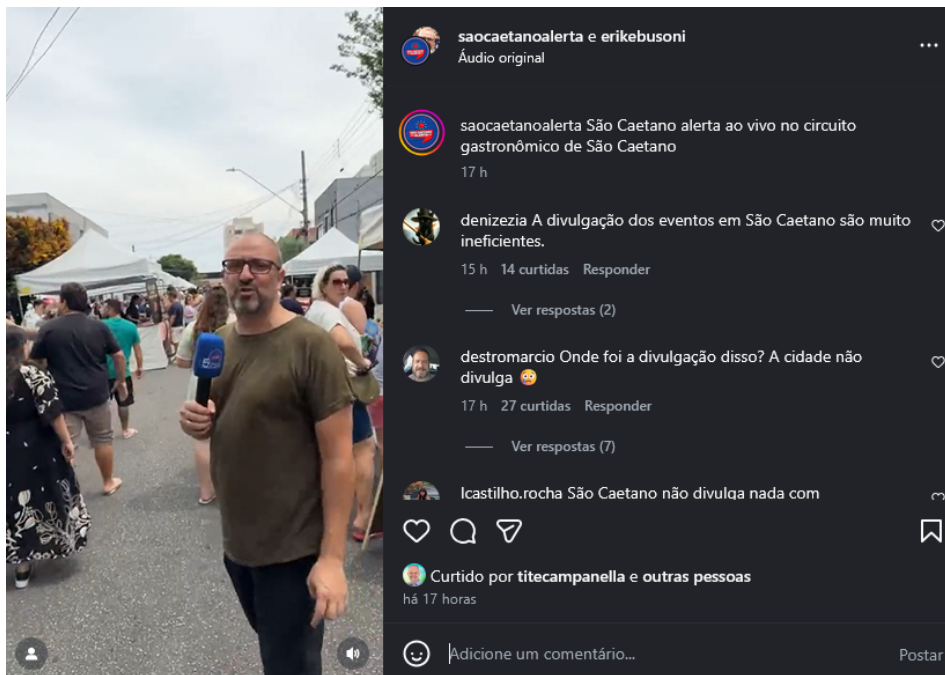 saocaetanoalerta e erikebusoni
Áudio original
saocaetanoalerta São Caetano alerta ao vivo no circuito
gastronômico de São Caetano
17 h
denizezia A divulgação dos eventos em São Caetano são muito
ineficientes.
15 h 14 curtidas Responder
Ver respostas (2)
destromarcio Onde foi a divulgação disso? A cidade não
divulga 😳
17 h 27 curtidas Responder
Ver respostas (7)
lcastilho.rocha São Caetano não divulga nada com
Curtido por titecampanella e outras pessoas
há 17 horas
Adicione um comentário...
Postar